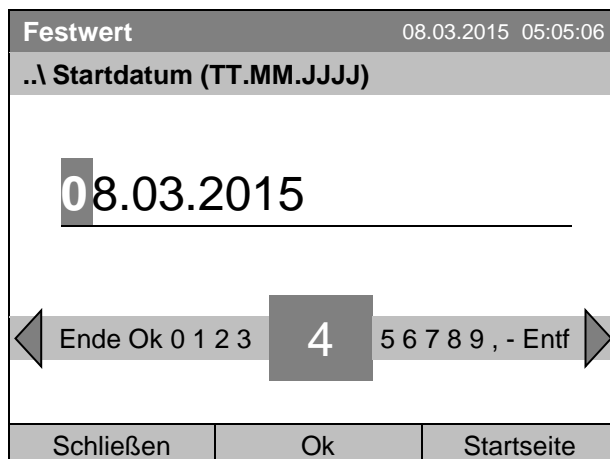 Festwert 08.03.2015 05:05:06
..\ Startdatum (TT.MM.JJJJ)
08.03.2015
Ende Ok 0 1 2 3 4 5 6 7 8 9 , - Entf
Schließen Ok Startseite